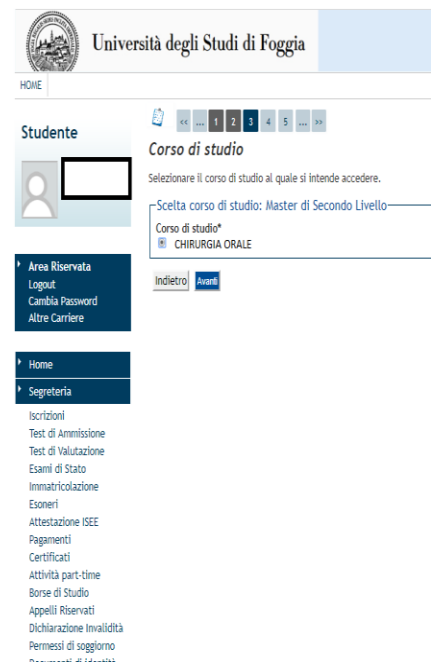 Università degli Studi di Foggia
HOME
Studente
<< ... 1 2 3 4 5 ... >>
Corso di studio
Selezionare il corso di studio al quale si intende accedere.
Scelta corso di studio: Master di Secondo Livello
Corso di studio*
CHIRURGIA ORALE
Indietro Avanti
Area Riservata
Logout
Cambia Password
Altre Carriere
Home
Segreteria
Iscrizioni
Test di Ammissione
Test di Valutazione
Esami di Stato
Immatricolazione
Esoneri
Attestazione ISEE
Pagamenti
Certificati
Attività part-time
Borse di Studio
Appelli Riservati
Dichiarazione Invalidità
Permessi di soggiorno
Documenti di identità